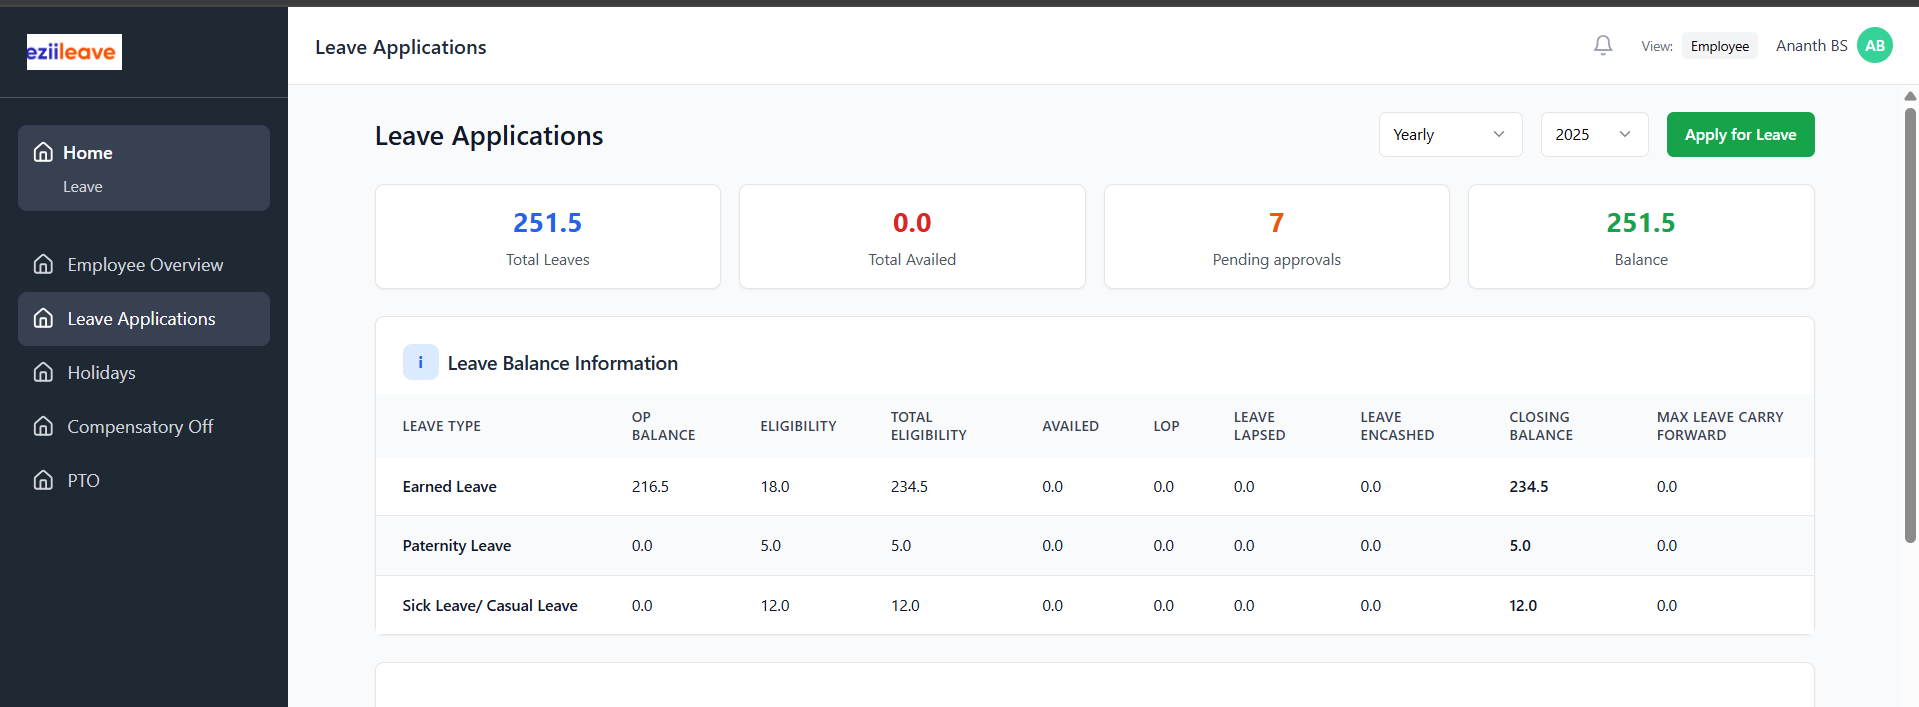 eziileave
Leave Applications
View: Employee Ananth BS AB
Home
Leave
Employee Overview
Leave Applications
Holidays
Compensatory Off
PTO
Leave Applications
Yearly 2025 Apply for Leave
251.5
Total Leaves
0.0
Total Availed
7
Pending approvals
251.5
Balance
i Leave Balance Information
LEAVE TYPE OP BALANCE ELIGIBILITY TOTAL ELIGIBILITY AVAILED LOP LEAVE LAPSED LEAVE ENCASHED CLOSING BALANCE MAX LEAVE CARRY FORWARD
Earned Leave 216.5 18.0 234.5 0.0 0.0 0.0 0.0 234.5 0.0
Paternity Leave 0.0 5.0 5.0 0.0 0.0 0.0 0.0 5.0 0.0
Sick Leave/ Casual Leave 0.0 12.0 12.0 0.0 0.0 0.0 0.0 12.0 0.0